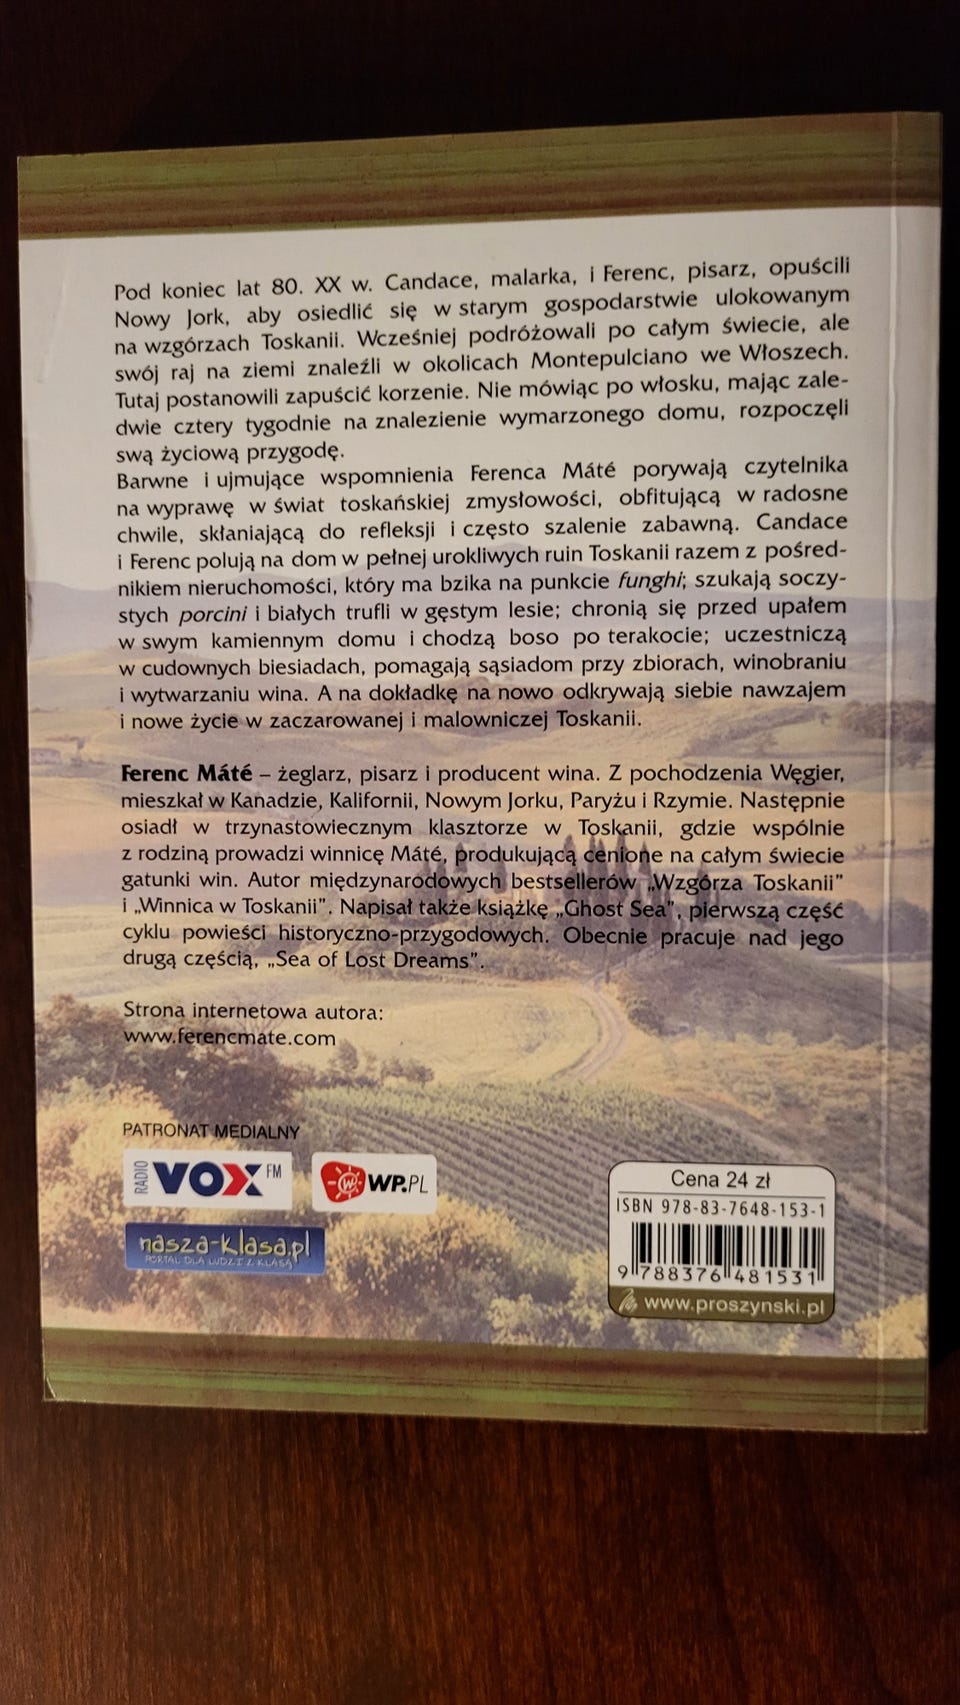 Pod koniec lat 80. XX w. Candace, malarka, i Ferenc, pisarz, opuścili
Nowy Jork, aby osiedlić się w starym gospodarstwie ulokowanym
na wzgórzach Toskanii. Wcześniej podróżowali po całym świecie, ale
swój raj na ziemi znaleźli w okolicach Montepulciano we Włoszech.
Tutaj postanowili zapuścić korzenie. Nie mówiąc po włosku, mając zale-
dwie cztery tygodnie na znalezienie wymarzonego domu, rozpoczęli
swą życiową przygodę.
Barwne i ujmujące wspomnienia Ferenca Máté porywają czytelnika
na wyprawę w świat toskańskiej zmysłowości, obfitującą w radosne
chwile, skłaniającą do refleksji i często szalenie zabawną. Candace
i Ferenc polują na dom w pełnej urokliwych ruin Toskanii razem z pośred-
nikiem nieruchomości, który ma bzika na punkcie funghi; szukają soczy-
stych porcini i białych trufli w gęstym lesie; chronią się przed upałem
w swym kamiennym domu i chodzą boso po terakocie; uczestniczą
w cudownych biesiadach, pomagają sąsiadom przy zbiorach, winobraniu
i wytwarzaniu wina. A na dokładkę na nowo odkrywają siebie nawzajem
i nowe życie w zaczarowanej i malowniczej Toskanii.
Ferenc Máté – żeglarz, pisarz i producent wina. Z pochodzenia Węgier,
mieszkał w Kanadzie, Kalifornii, Nowym Jorku, Paryżu i Rzymie. Następnie
osiadł w trzynastowiecznym klasztorze w Toskanii, gdzie wspólnie
z rodziną prowadzi winnicę Máté, produkującą cenione na całym świecie
gatunki win. Autor międzynarodowych bestsellerów „Wzgórza Toskanii”
i „Winnica w Toskanii”. Napisał także książkę „Ghost Sea”, pierwszą część
cyklu powieści historyczno-przygodowych. Obecnie pracuje nad jego
drugą częścią, „Sea of Lost Dreams”.
Strona internetowa autora:
www.ferencmate.com
PATRONAT MEDIALNY
RADIO VOX FM
W WP.PL
nasza-klasa.pl
PORTAL DLA LUDZI Z KLASĄ
Cena 24 zł
ISBN 978-83-7648-153-1
9 788376 481531
www.proszynski.pl